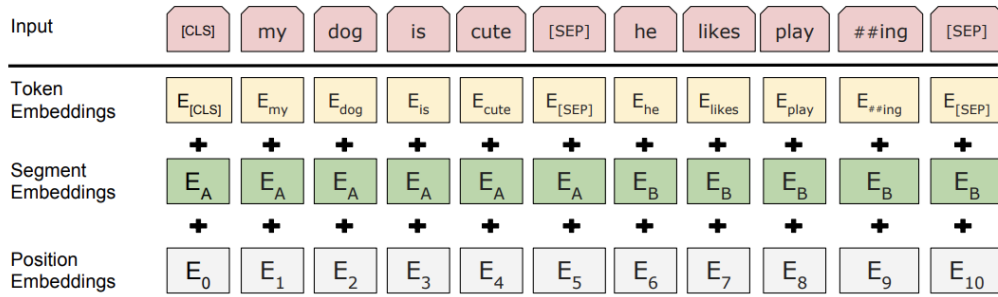 Input [CLS] my dog is cute [SEP] he likes play ##ing [SEP]
Token Embeddings E[CLS] Emy Edog Eis Ecute E[SEP] Ehe Elikes Eplay E##ing E[SEP]
+ + + + + + + + + + +
Segment Embeddings EA EA EA EA EA EA EB EB EB EB EB
+ + + + + + + + + + +
Position Embeddings E0 E1 E2 E3 E4 E5 E6 E7 E8 E9 E10